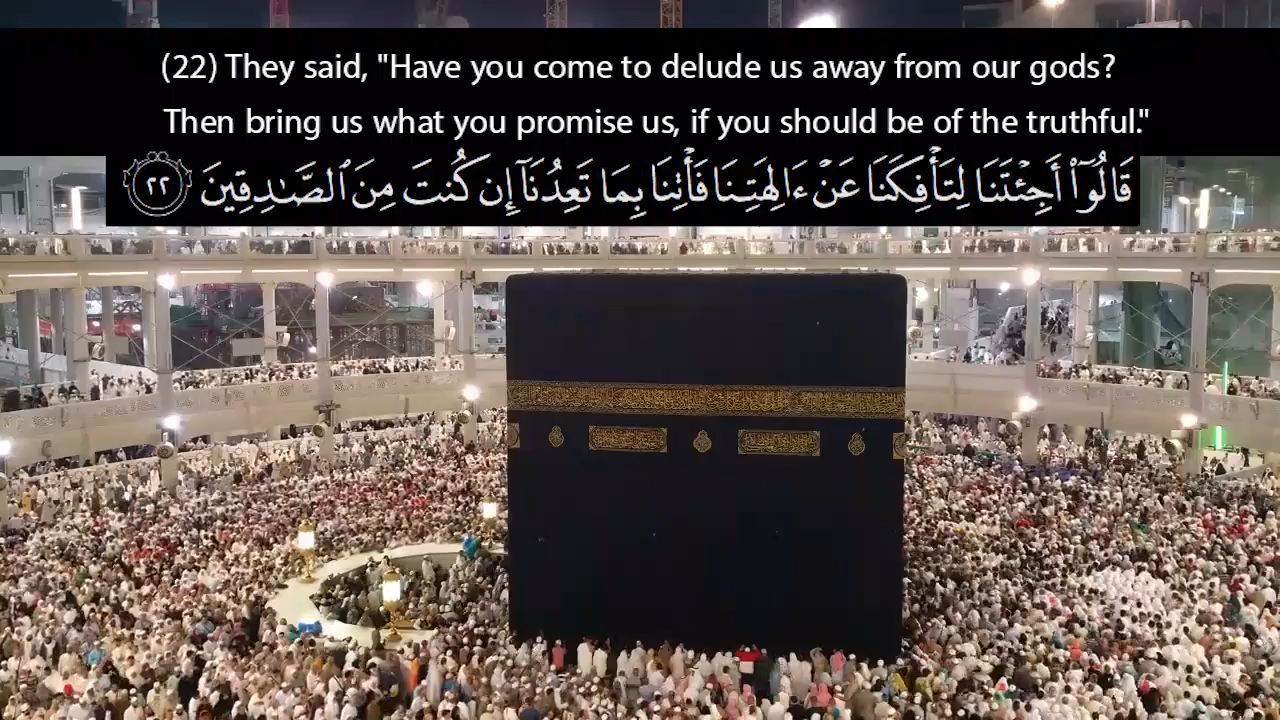 (22) They said, "Have you come to delude us away from our gods?
Then bring us what you promise us, if you should be of the truthful."
قَالُوٓا۟ أَجِئْتَنَا لِتَأْفِكَنَا عَنْ ءَالِهَتِنَا فَأْتِنَا بِمَا تَعِدُنَآ إِن كُنتَ مِنَ ٱلصَّـٰدِقِينَ ٢٢